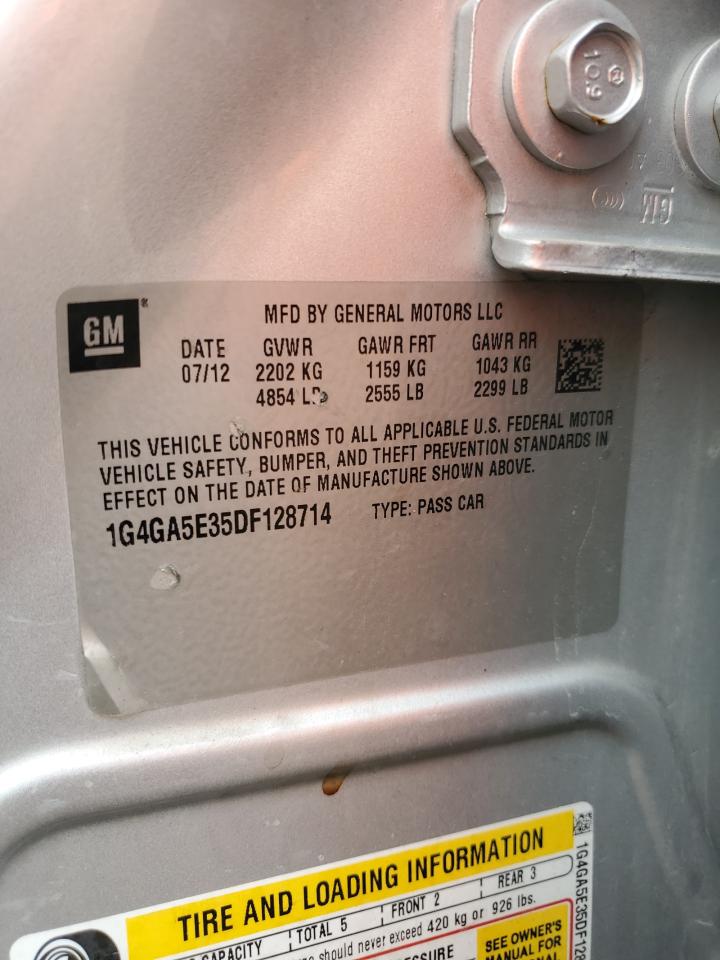 10.9
GM
GM
MFD BY GENERAL MOTORS LLC
DATE GVWR GAWR FRT GAWR RR
07/12 2202 KG 1159 KG 1043 KG
4854 LB 2555 LB 2299 LB
THIS VEHICLE CONFORMS TO ALL APPLICABLE U.S. FEDERAL MOTOR
VEHICLE SAFETY, BUMPER, AND THEFT PREVENTION STANDARDS IN
EFFECT ON THE DATE OF MANUFACTURE SHOWN ABOVE.
1G4GA5E35DF128714 TYPE: PASS CAR
TIRE AND LOADING INFORMATION
CAPACITY TOTAL 5 FRONT 2 REAR 3
should never exceed 420 kg or 926 lbs.
SEE OWNER'S
MANUAL FOR
1G4GA5E35DF128